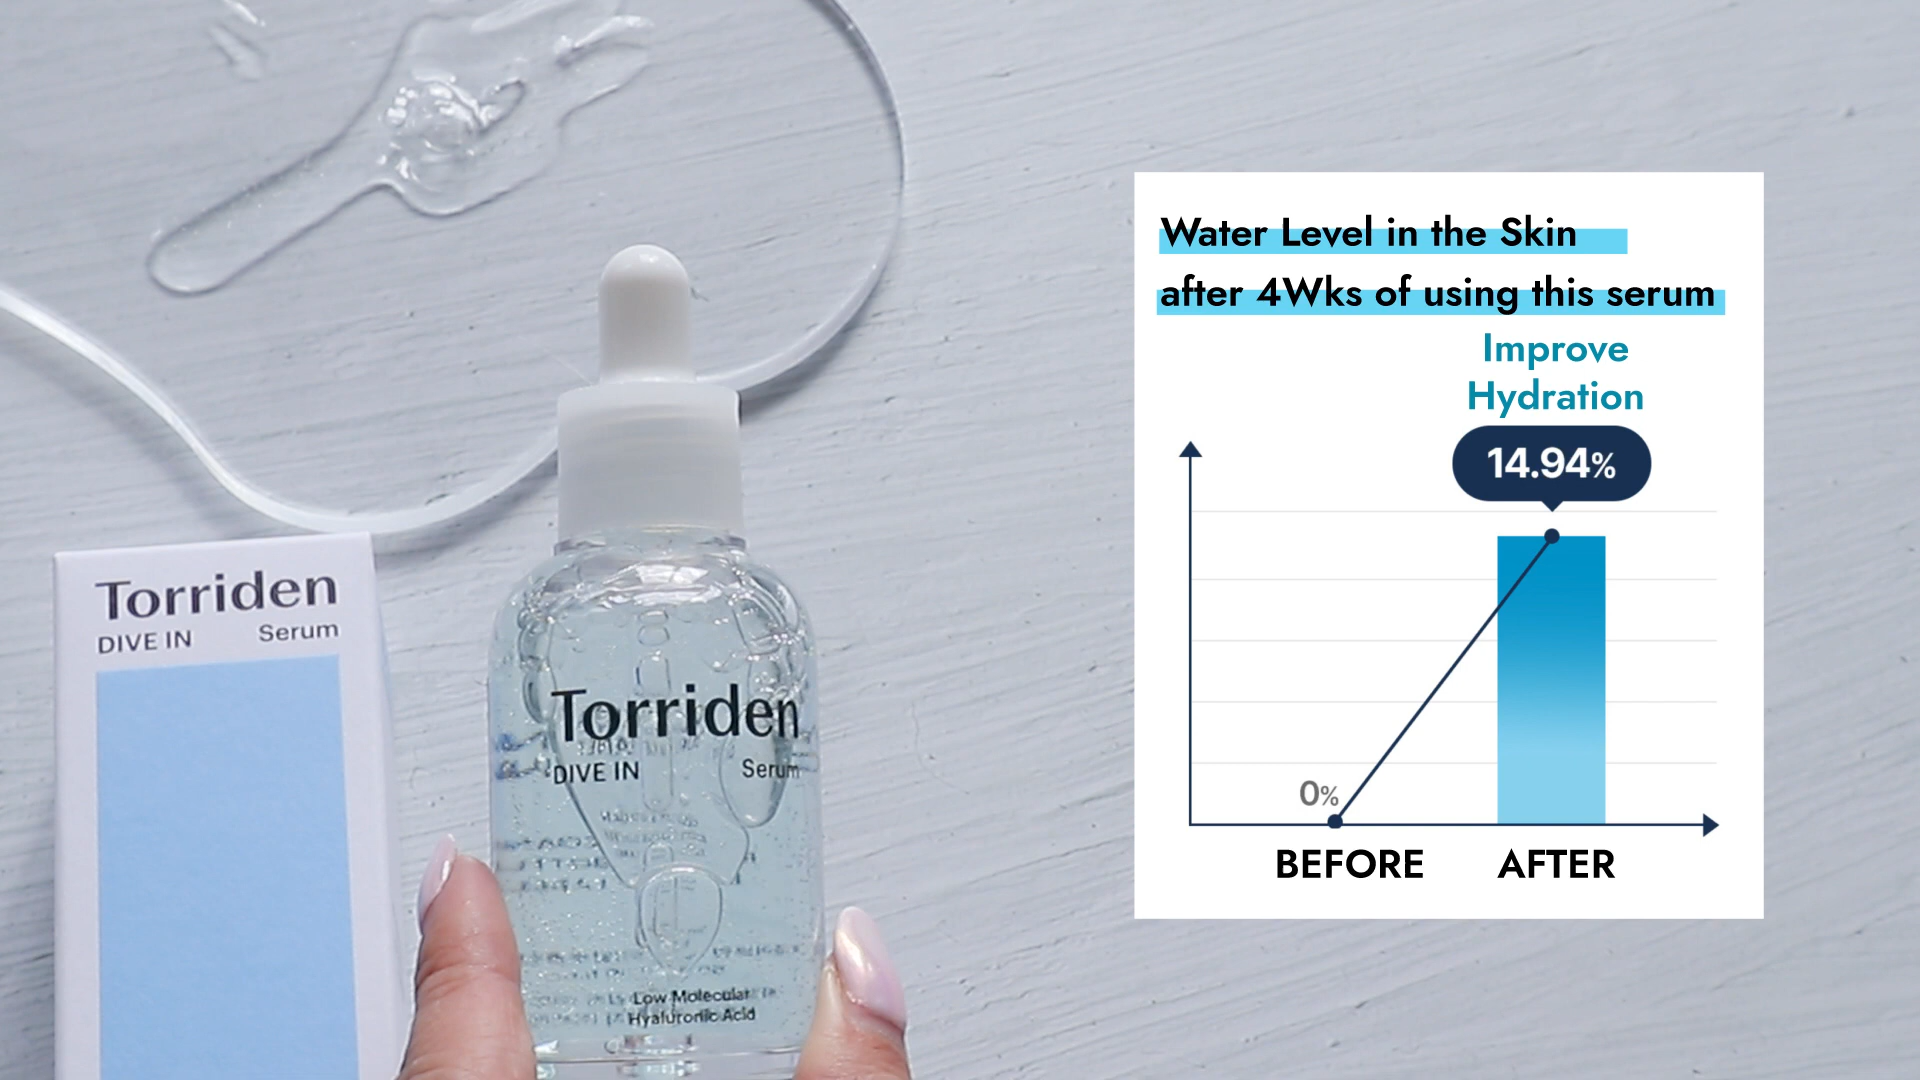 Torriden
DIVE IN Serum
Torriden
DIVE IN Serum
Low Molecular
Hyaluronic Acid
Water Level in the Skin
after 4Wks of using this serum
Improve
Hydration
14.94%
0%
BEFORE AFTER